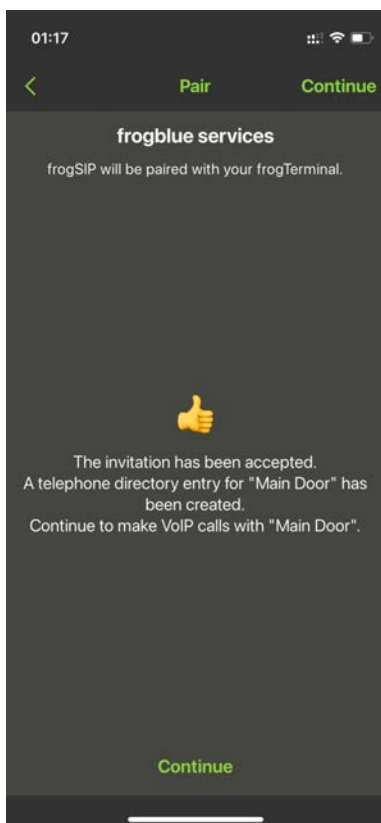 01:17
Pair
Continue
frogblue services
frogSIP will be paired with your frogTerminal.
The invitation has been accepted.
A telephone directory entry for "Main Door" has
been created.
Continue to make VoIP calls with "Main Door".
Continue